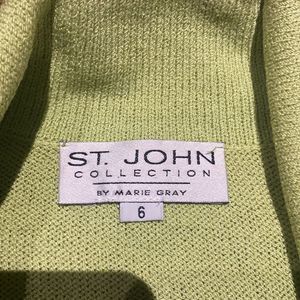 ST. JOHN
COLLECTION
BY MARIE GRAY
6